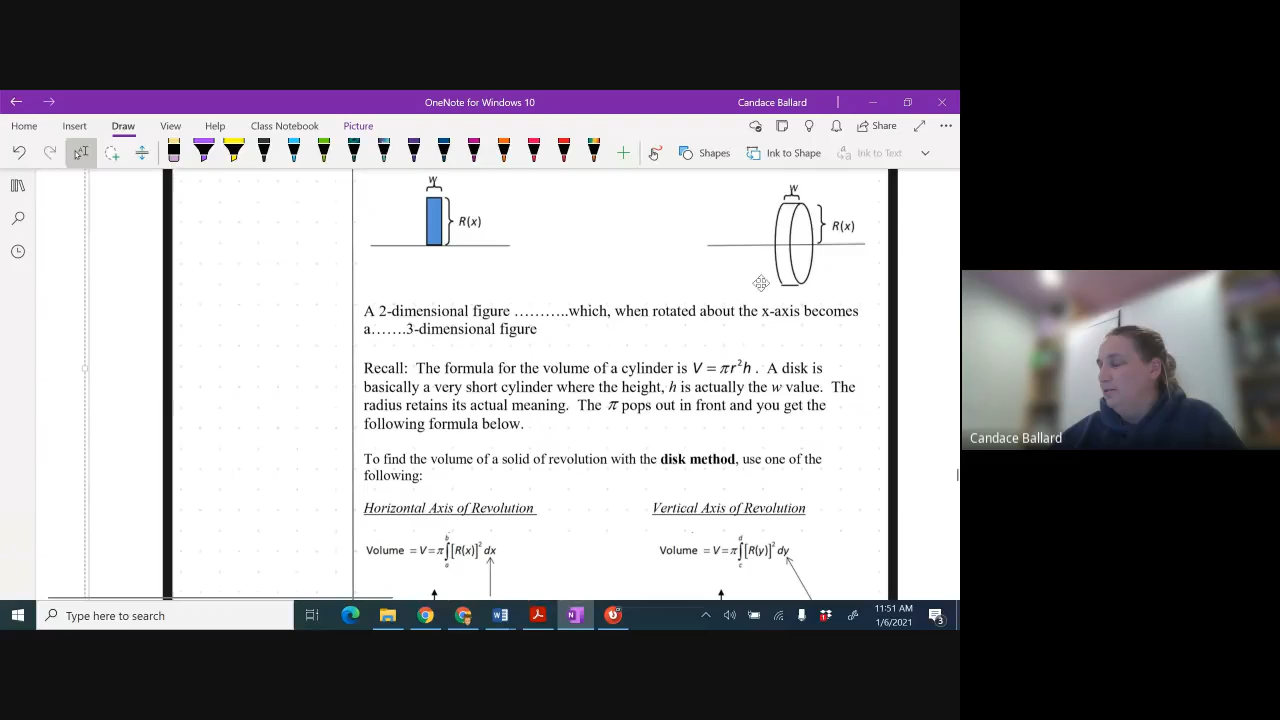 OneNote for Windows 10
Candace Ballard
Home
Insert
Draw
View
Help
Class Notebook
Picture
Share
Shapes
Ink to Shape
Ink to Text
w
R(x)
w
R(x)
A 2-dimensional figure ………..which, when rotated about the x-axis becomes
a…….3-dimensional figure
Recall: The formula for the volume of a cylinder is V = πr²h . A disk is
basically a very short cylinder where the height, h is actually the w value. The
radius retains its actual meaning. The π pops out in front and you get the
following formula below.
To find the volume of a solid of revolution with the disk method, use one of the
following:
Horizontal Axis of Revolution
Vertical Axis of Revolution
Volume = V = π∫ₐᵇ[R(x)]² dx
Volume = V = π∫_c^d[R(y)]² dy
Candace Ballard
Type here to search
11:51 AM
1/6/2021
3